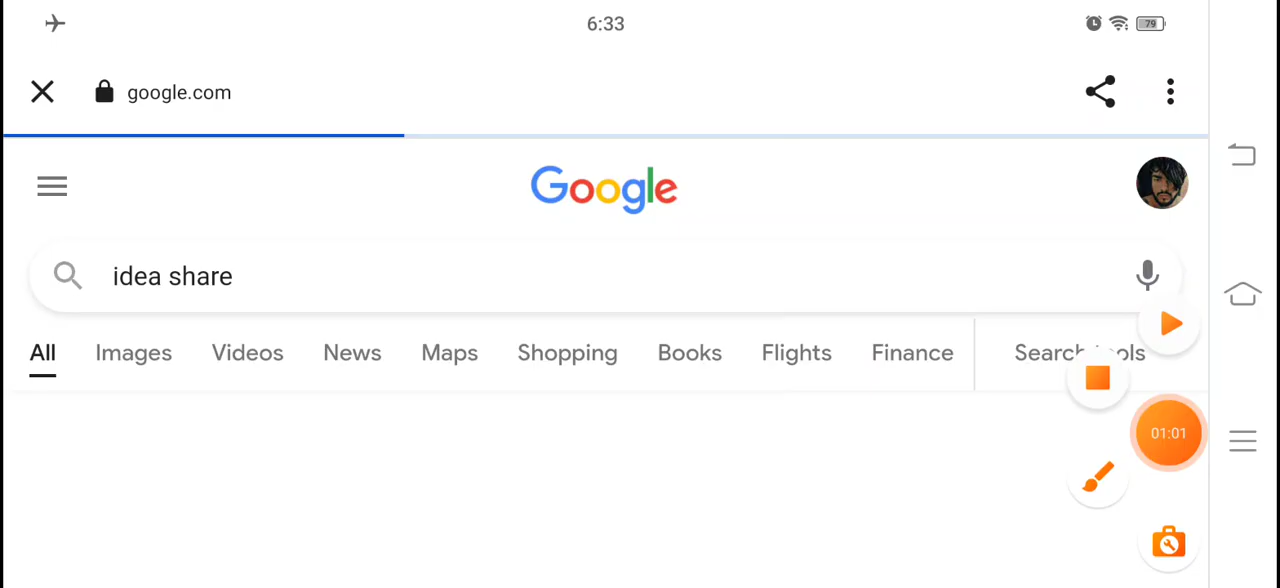 6:33
79
google.com
Google
idea share
All Images Videos News Maps Shopping Books Flights Finance Search
01:01